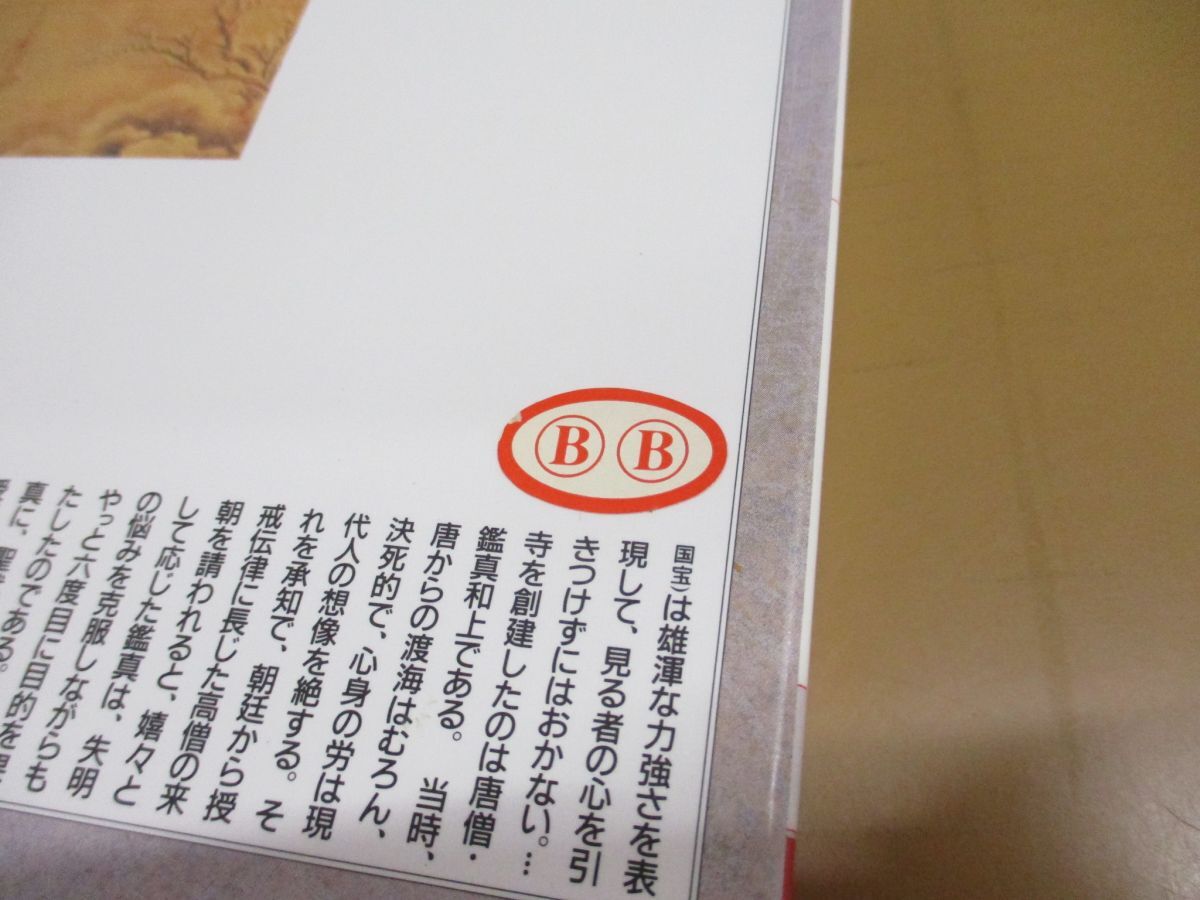 B B
国宝)は雄渾な力強さを表
現して、見る者の心を引
きつけずにはおかない。…
寺を創建したのは唐僧・
鑑真和上である。 当時、
唐からの渡海はむろん、
決死的で、心身の労は現
代人の想像を絶する。そ
れを承知で、朝廷から授
戒伝律に長じた高僧の来
朝を請われると、嬉々と
して応じた鑑真は、失明
の悩みを克服しながらも
やっと六度目に目的を果
たしたのである。
真に、聖